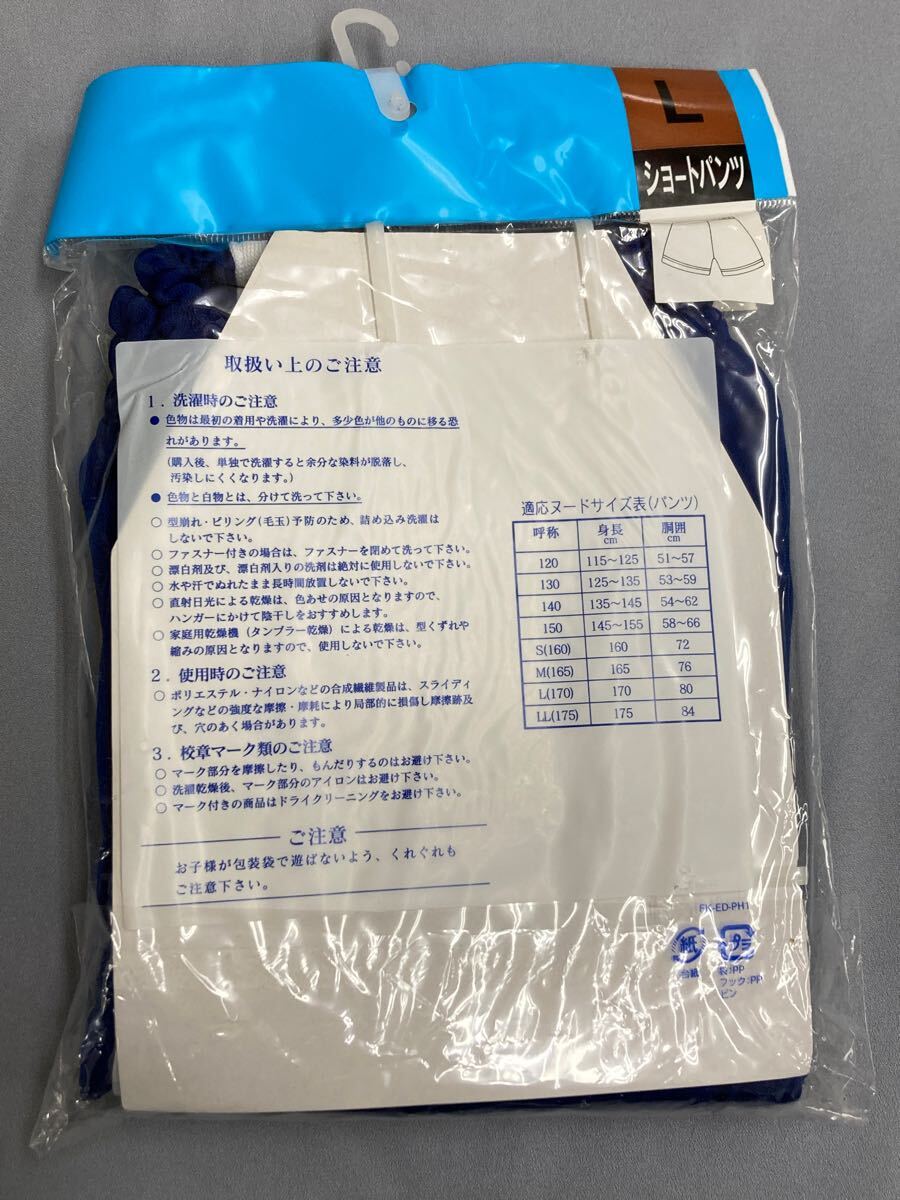 L
ショートパンツ
取扱い上のご注意
1．洗濯時のご注意
● 色物は最初の着用や洗濯により、多少色が他のものに移る恐
れがあります。
(購入後、単独で洗濯すると余分な染料が脱落し、
汚染しにくくなります。)
● 色物と白物とは、分けて洗って下さい。
○ 型崩れ・ピリング(毛玉)予防のため、詰め込み洗濯は
しないで下さい。
○ ファスナー付きの場合は、ファスナーを閉めて洗って下さい。
○ 漂白剤及び、漂白剤入りの洗剤は絶対に使用しないで下さい。
○ 水や汗でぬれたまま長時間放置しないで下さい。
○ 直射日光による乾燥は、色あせの原因となりますので、
ハンガーにかけて陰干しをおすすめします。
○ 家庭用乾燥機（タンブラー乾燥）による乾燥は、型くずれや
縮みの原因となりますので、使用しないで下さい。
2．使用時のご注意
○ ポリエステル・ナイロンなどの合成繊維製品は、スライディ
ングなどの強度な摩擦・摩耗により局部的に損傷し摩擦跡及
び、穴のあく場合があります。
3．校章マーク類のご注意
○ マーク部分を摩擦したり、もんだりするのはお避け下さい。
○ 洗濯乾燥後、マーク部分のアイロンはお避け下さい。
○ マーク付きの商品はドライクリーニングをお避け下さい。
ご注意
お子様が包装袋で遊ばないよう、くれぐれも
ご注意下さい。
適応ヌードサイズ表(パンツ)
呼称 身長cm 胴囲cm
120 115～125 51～57
130 125～135 53～59
140 135～145 54～62
150 145～155 58～66
S(160) 160 72
M(165) 165 76
L(170) 170 80
LL(175) 175 84
FK-ED-PH1
紙 プラ
台紙 袋:PP
フック:PP
ピン